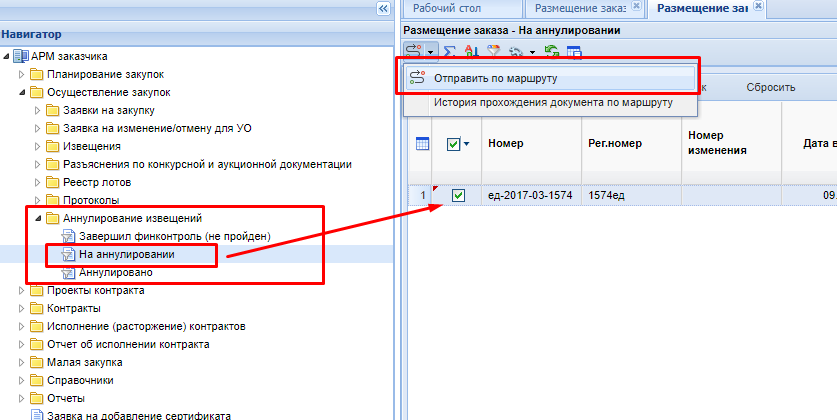 Навигатор
АРМ заказчика
Планирование закупок
Осуществление закупок
Заявки на закупку
Заявка на изменение/отмену для УО
Извещения
Разъяснения по конкурсной и аукционной документации
Реестр лотов
Протоколы
Аннулирование извещений
Завершил финконтроль (не пройден)
На аннулировании
Аннулировано
Проекты контракта
Контракты
Исполнение (расторжение) контрактов
Отчет об исполнении контракта
Малая закупка
Справочники
Отчеты
Заявка на добавление сертификата
Рабочий стол
Размещение заказ
Размещение зак
Размещение заказа - На аннулировании
Отправить по маршруту
Сбросить
История прохождения документа по маршруту
Номер
Рег.номер
Номер изменения
Дата в
1
ед-2017-03-1574
1574ед
09.